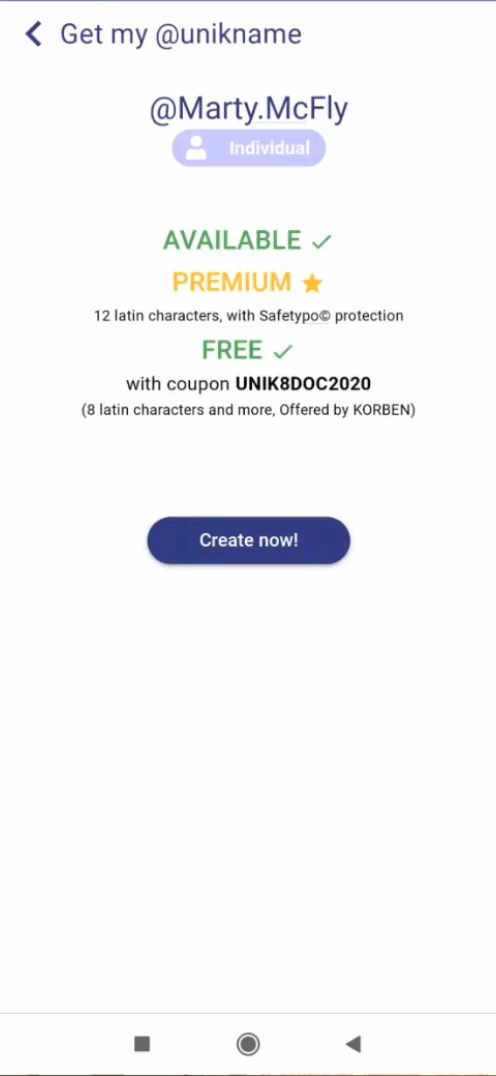 Get my @unikname
@Marty.McFly
Individual
AVAILABLE
PREMIUM
12 latin characters, with Safetypo© protection
FREE
with coupon UNIK8DOC2020
(8 latin characters and more, Offered by KORBEN)
Create now!